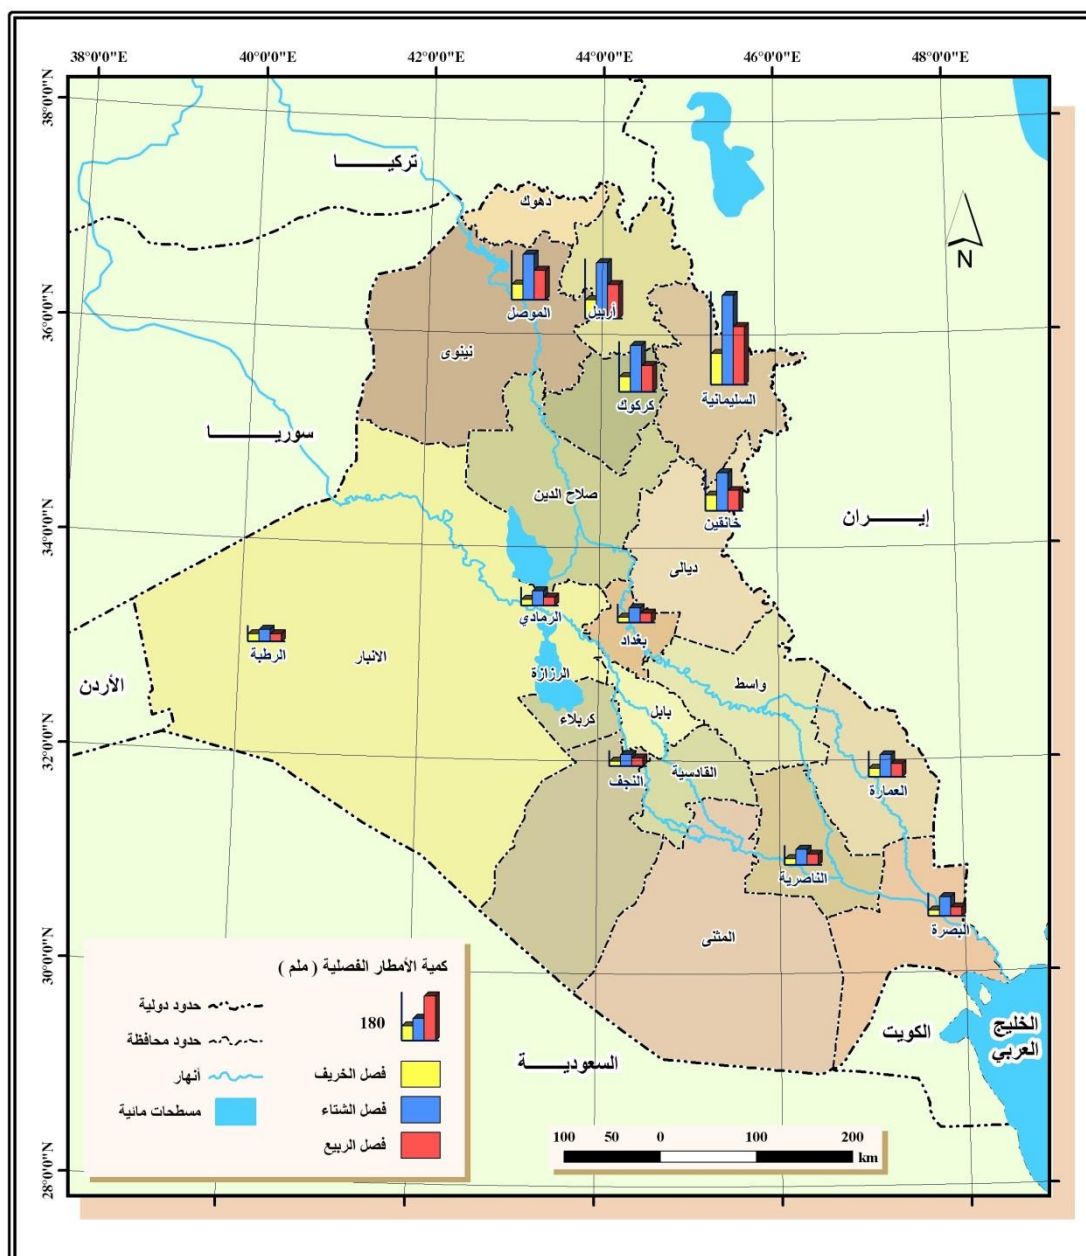 38°0'0"E 40°0'0"E 42°0'0"E 44°0'0"E 46°0'0"E 48°0'0"E
38°0'0"N
36°0'0"N
34°0'0"N
32°0'0"N
30°0'0"N
28°0'0"N
تركيــــــا
دهوك
N
الموصل
أربيل
نينوى
كركوك
السليمانية
سوريــــــا
صلاح الدين
خانقين
إيــــــران
ديالى
الرمادي
بغداد
الرطبة
الانبار
الرزازة
واسط
الأردن
كربلاء
بابل
النجف
القادسية
العمارة
الناصرية
البصرة
المثنى
الكويت
الخليج
العربي
السعوديــــــة
كمية الأمطار الفصلية ( ملم )
180
فصل الخريف
فصل الشتاء
فصل الربيع
حدود دولية
حدود محافظة
أنهار
مسطحات مائية
100 50 0 100 200
km